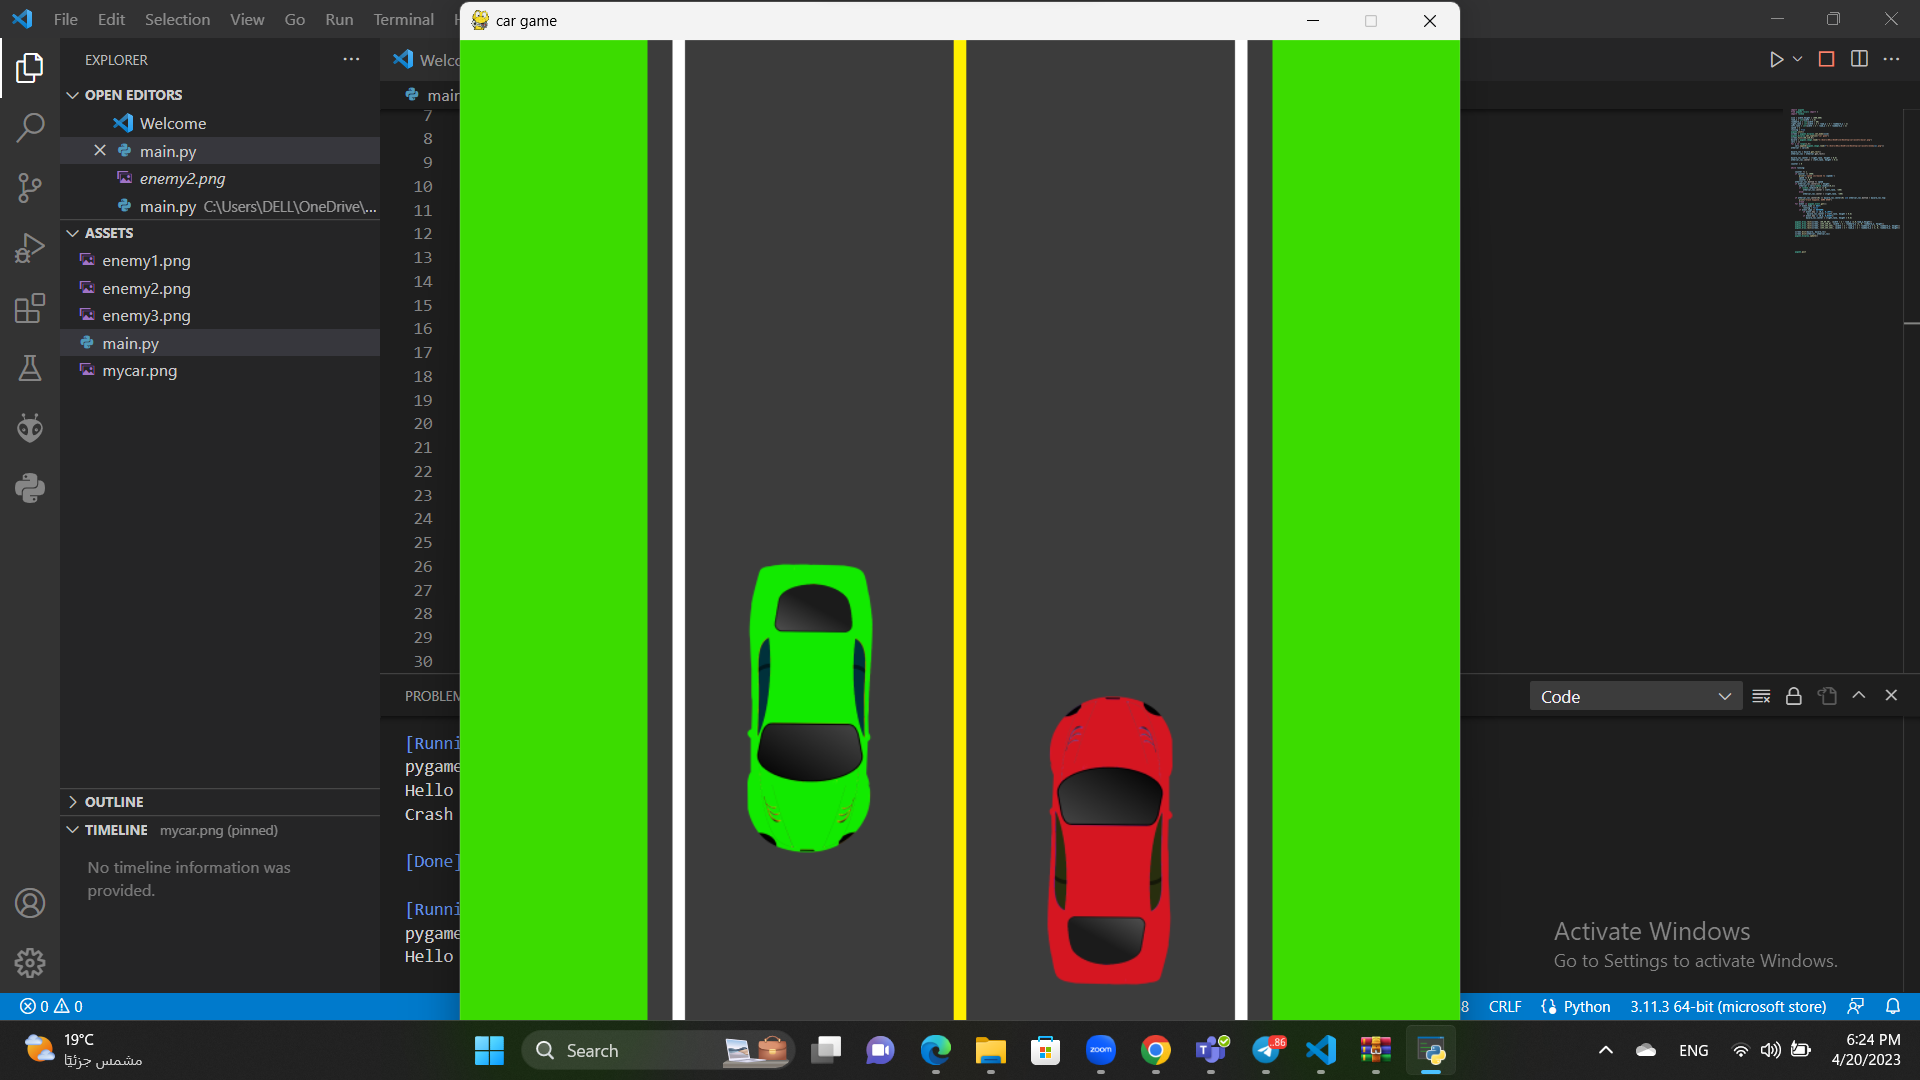 File Edit Selection View Go Run Terminal
car game
EXPLORER
OPEN EDITORS
Welcome
main.py
enemy2.png
main.py C:\Users\DELL\OneDrive\...
ASSETS
enemy1.png
enemy2.png
enemy3.png
main.py
mycar.png
OUTLINE
TIMELINE mycar.png (pinned)
No timeline information was
provided.
7
8
9
10
11
12
13
14
15
16
17
18
19
20
21
22
23
24
25
26
27
28
29
30
Code
[Runni
pygame
Hello
Crash
[Done]
[Runni
pygame
Hello
Activate Windows
Go to Settings to activate Windows.
0 0
8 CRLF Python 3.11.3 64-bit (microsoft store)
19°C
مشمس جزئيًا
Search
zoom
..86
ENG
6:24 PM
4/20/2023